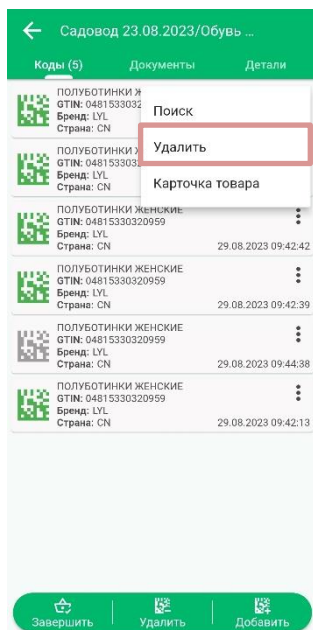 Садовод 23.08.2023/Обувь ...
Коды (5) Документы Детали
ПОЛУБОТИНКИ
GTIN: 0481533032
Бренд: LYL
Страна: CN
Поиск
Удалить
Карточка товара
ПОЛУБОТИНКИ
GTIN: 04815330
Бренд: LYL
Страна: CN
ПОЛУБОТИНКИ ЖЕНСКИЕ
GTIN: 04815330320959
Бренд: LYL
Страна: CN 29.08.2023 09:42:42
ПОЛУБОТИНКИ ЖЕНСКИЕ
GTIN: 04815330320959
Бренд: LYL
Страна: CN 29.08.2023 09:42:39
ПОЛУБОТИНКИ ЖЕНСКИЕ
GTIN: 04815330320959
Бренд: LYL
Страна: CN 29.08.2023 09:44:38
ПОЛУБОТИНКИ ЖЕНСКИЕ
GTIN: 04815330320959
Бренд: LYL
Страна: CN 29.08.2023 09:42:13
Завершить Удалить Добавить